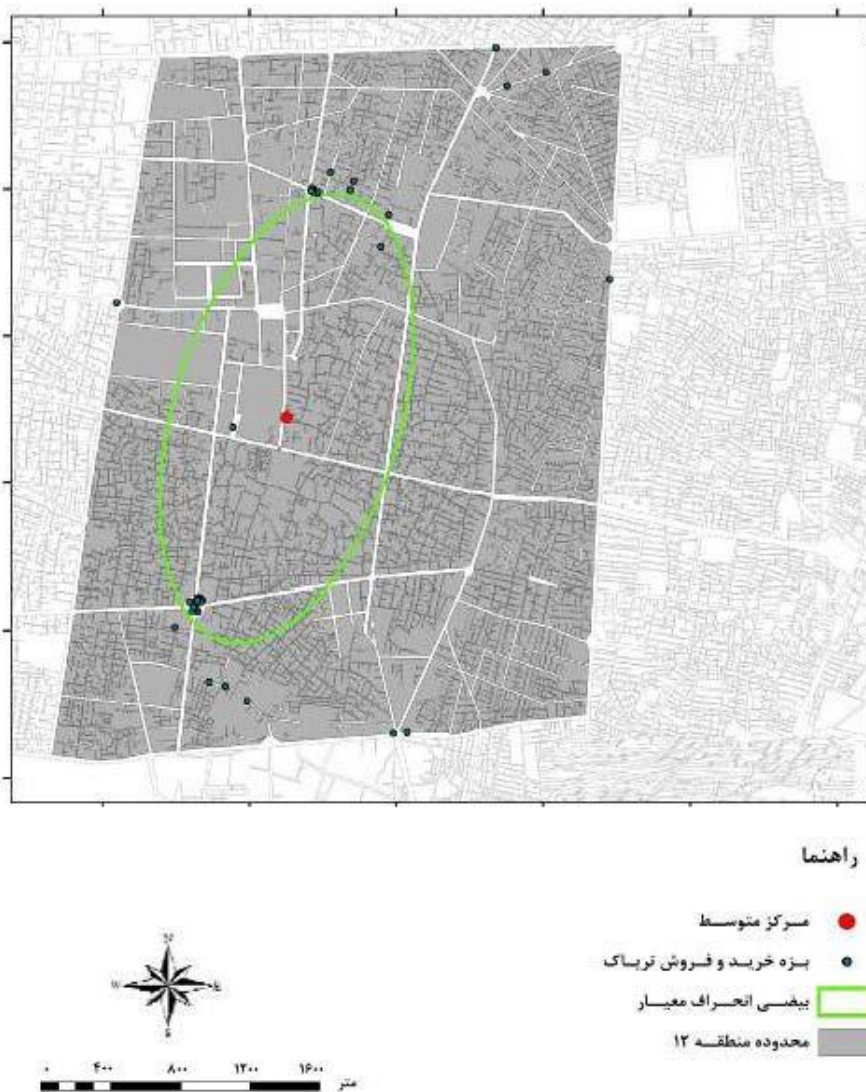 راهنما
مرکز متوسط
بزه خرید و فروش تریاک
بیضی انحراف معیار
محدوده منطقه ۱۲
N
W E
S
۰ ۴۰۰ ۸۰۰ ۱۲۰۰ ۱۶۰۰
متر